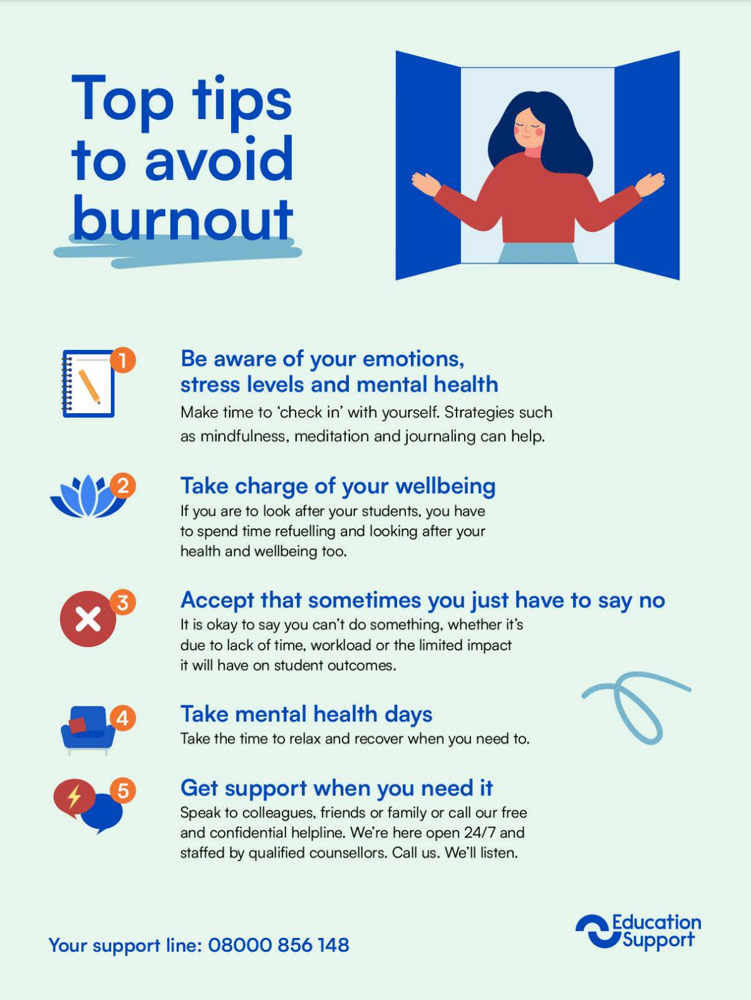 Top tips
to avoid
burnout
1
Be aware of your emotions,
stress levels and mental health
Make time to ‘check in’ with yourself. Strategies such
as mindfulness, meditation and journaling can help.
2
Take charge of your wellbeing
If you are to look after your students, you have
to spend time refuelling and looking after your
health and wellbeing too.
3
Accept that sometimes you just have to say no
It is okay to say you can’t do something, whether it’s
due to lack of time, workload or the limited impact
it will have on student outcomes.
4
Take mental health days
Take the time to relax and recover when you need to.
5
Get support when you need it
Speak to colleagues, friends or family or call our free
and confidential helpline. We’re here open 24/7 and
staffed by qualified counsellors. Call us. We’ll listen.
Your support line: 08000 856 148
Education
Support